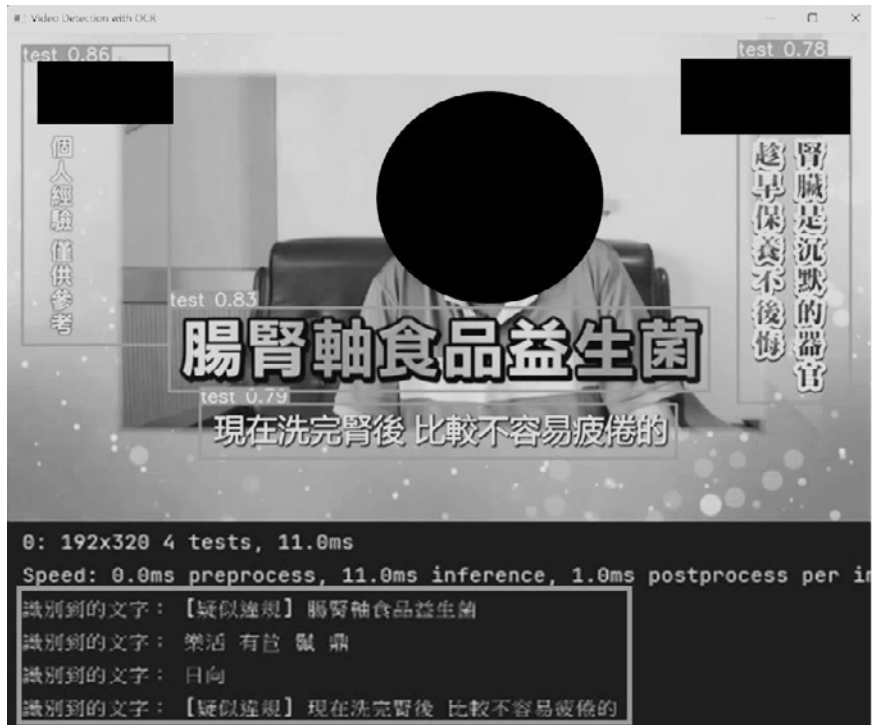 Video Detection with OCR
test 0.86
test 0.78
個人經驗 僅供參考
腎臟是沉默的器官
趁早保養不後悔
test 0.83
腸腎軸食品益生菌
test 0.79
現在洗完腎後 比較不容易疲倦的
0: 192x320 4 tests, 11.0ms
Speed: 0.0ms preprocess, 11.0ms inference, 1.0ms postprocess per i
識別到的文字： 【疑似違規】 腸腎軸食品益生菌
識別到的文字： 樂活 有 鼎
識別到的文字： 日向
識別到的文字： 【疑似違規】 現在洗完腎後 比較不容易疲倦的